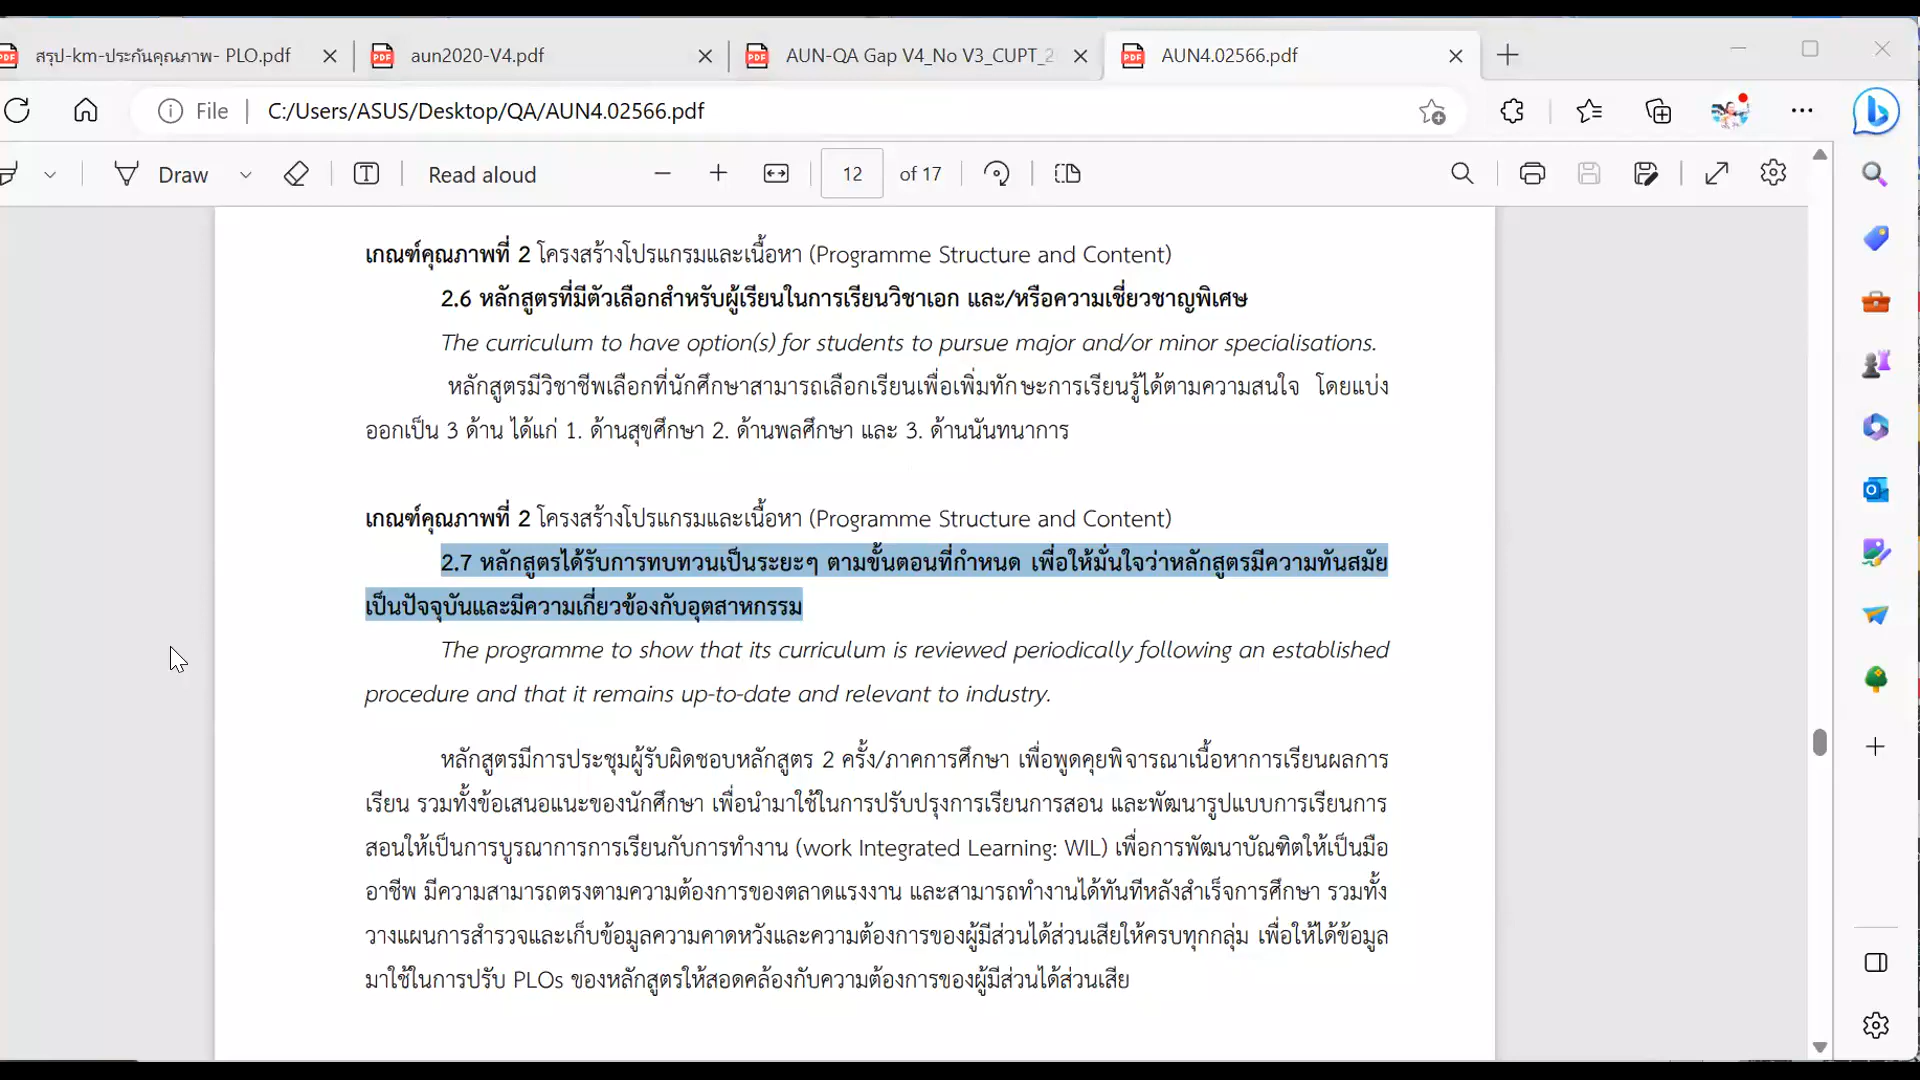 สรุป-km-ประกันคุณภาพ- PLO.pdf
aun2020-V4.pdf
AUN-QA Gap V4_No V3_CUPT_2
AUN4.02566.pdf
File
C:/Users/ASUS/Desktop/QA/AUN4.02566.pdf
Draw
Read aloud
12
of 17
เกณฑ์คุณภาพที่ 2 โครงสร้างโปรแกรมและเนื้อหา (Programme Structure and Content)
2.6 หลักสูตรที่มีตัวเลือกสำหรับผู้เรียนในการเรียนวิชาเอก และ/หรือความเชี่ยวชาญพิเศษ
The curriculum to have option(s) for students to pursue major and/or minor specialisations.
หลักสูตรมีวิชาชีพเลือกที่นักศึกษาสามารถเลือกเรียนเพื่อเพิ่มทักษะการเรียนรู้ได้ตามความสนใจ โดยแบ่ง
ออกเป็น 3 ด้าน ได้แก่ 1. ด้านสุขศึกษา 2. ด้านพลศึกษา และ 3. ด้านนันทนาการ
เกณฑ์คุณภาพที่ 2 โครงสร้างโปรแกรมและเนื้อหา (Programme Structure and Content)
2.7 หลักสูตรได้รับการทบทวนเป็นระยะๆ ตามขั้นตอนที่กำหนด เพื่อให้มั่นใจว่าหลักสูตรมีความทันสมัย
เป็นปัจจุบันและมีความเกี่ยวข้องกับอุตสาหกรรม
The programme to show that its curriculum is reviewed periodically following an established
procedure and that it remains up-to-date and relevant to industry.
หลักสูตรมีการประชุมผู้รับผิดชอบหลักสูตร 2 ครั้ง/ภาคการศึกษา เพื่อพูดคุยพิจารณาเนื้อหาการเรียนผลการ
เรียน รวมทั้งข้อเสนอแนะของนักศึกษา เพื่อนำมาใช้ในการปรับปรุงการเรียนการสอน และพัฒนารูปแบบการเรียนการ
สอนให้เป็นการบูรณาการการเรียนกับการทำงาน (work Integrated Learning: WIL) เพื่อการพัฒนาบัณฑิตให้เป็นมือ
อาชีพ มีความสามารถตรงตามความต้องการของตลาดแรงงาน และสามารถทำงานได้ทันทีหลังสำเร็จการศึกษา รวมทั้ง
วางแผนการสำรวจและเก็บข้อมูลความคาดหวังและความต้องการของผู้มีส่วนได้ส่วนเสียให้ครบทุกกลุ่ม เพื่อให้ได้ข้อมูล
มาใช้ในการปรับ PLOs ของหลักสูตรให้สอดคล้องกับความต้องการของผู้มีส่วนได้ส่วนเสีย